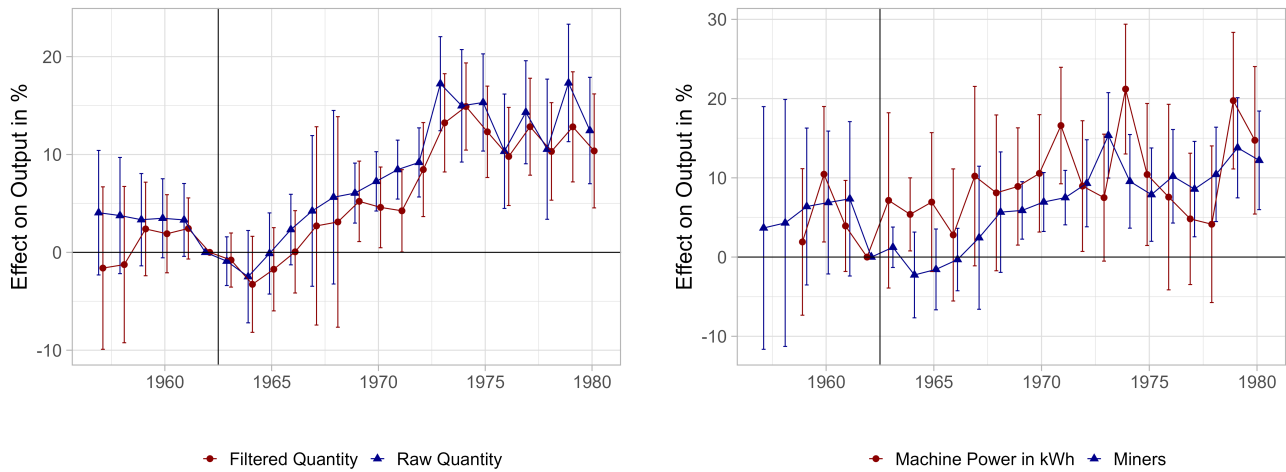 Effect on Output in %
20
10
0
-10
1960 1965 1970 1975 1980
Filtered Quantity Raw Quantity
Effect on Output in %
30
20
10
0
-10
1960 1965 1970 1975 1980
Machine Power in kWh Miners